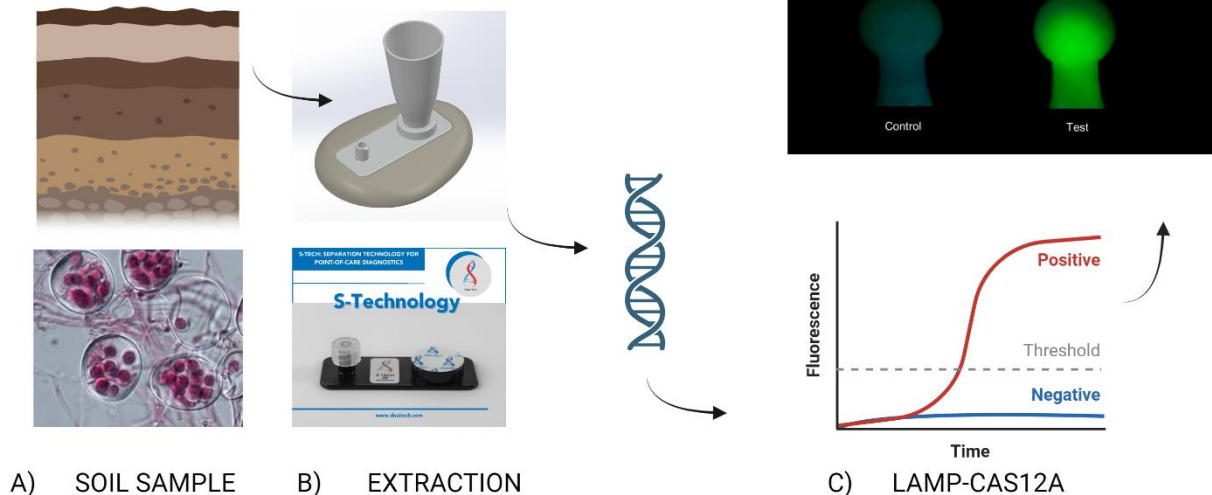 Control
Test
S-TECH: SEPARATION TECHNOLOGY FOR
POINT-OF-CARE DIAGNOSTICS
S-Technology
S-TECH
www.dnaitech.com
Fluorescence
Positive
Threshold
Negative
Time
A) SOIL SAMPLE
B) EXTRACTION
C) LAMP-CAS12A